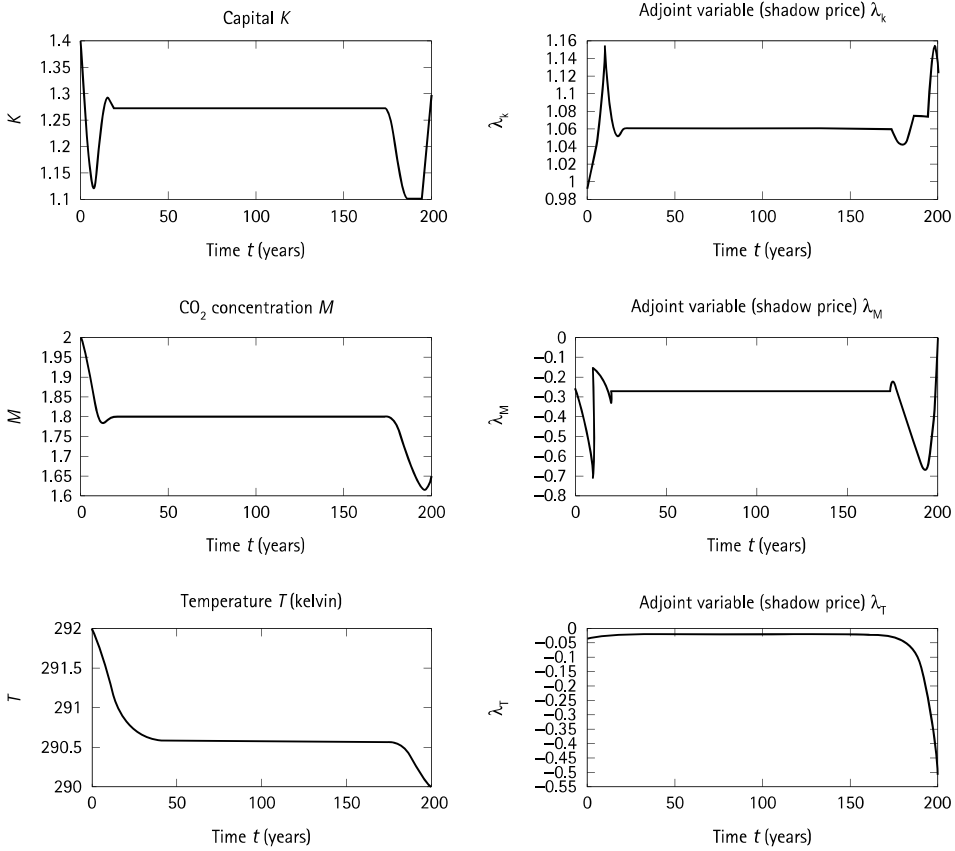 Capital K
1.4
1.3
1.25
1.2
1.15
1.1
K
0 50 100 150 200
Time t (years)
Adjoint variable (shadow price) λk
1.16
1.14
1.12
1.10
1.08
1.06
1.04
1.02
1
0.98
λk
0 50 100 150 200
Time t (years)
CO₂ concentration M
2
1.95
1.9
1.85
1.8
1.75
1.7
1.65
1.6
M
0 50 100 150 200
Time t (years)
Adjoint variable (shadow price) λM
0
−0.1
−0.2
−0.3
−0.4
−0.5
−0.6
−0.7
−0.8
λM
0 50 100 150 200
Time t (years)
Temperature T (kelvin)
292
291.5
291
290.5
290
T
0 50 100 150 200
Time t (years)
Adjoint variable (shadow price) λT
0
−0.05
−0.1
−0.15
−0.2
−0.25
−0.3
−0.35
−0.4
−0.45
−0.5
−0.55
λT
0 50 100 150 200
Time t (years)